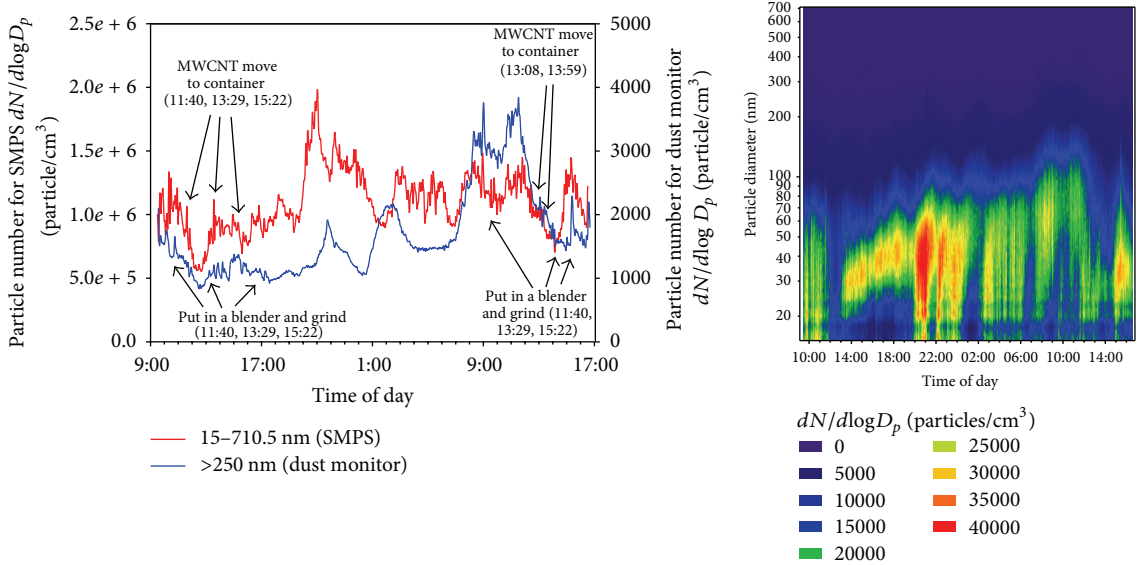 Particle number for SMPS dN/dlogD_p
(particle/cm³)
2.5e + 6
2.0e + 6
1.5e + 6
1.0e + 6
5.0e + 5
0.0
MWCNT move
to container
(11:40, 13:29, 15:22)
Put in a blender and grind
(11:40, 13:29, 15:22)
MWCNT move
to container
(13:08, 13:59)
Put in a blender
and grind (11:40,
13:29, 15:22)
5000
4000
3000
2000
1000
0
Particle number for dust monitor
dN/dlog D_p (particle/cm³)
9:00 17:00 1:00 9:00 17:00
Time of day
15–710.5 nm (SMPS)
>250 nm (dust monitor)
Particle diameter (nm)
700
600
500
400
300
200
100
90
80
70
60
50
40
30
20
10:00 14:00 18:00 22:00 02:00 06:00 10:00 14:00
Time of day
dN/dlogD_p (particles/cm³)
0
5000
10000
15000
20000
25000
30000
35000
40000